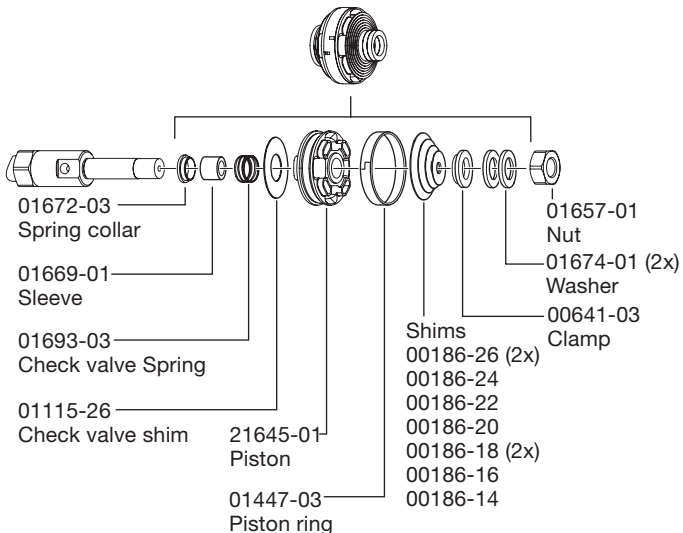 01672-03
Spring collar
01669-01
Sleeve
01693-03
Check valve Spring
01115-26
Check valve shim
21645-01
Piston
01447-03
Piston ring
Shims
00186-26 (2x)
00186-24
00186-22
00186-20
00186-18 (2x)
00186-16
00186-14
01657-01
Nut
01674-01 (2x)
Washer
00641-03
Clamp